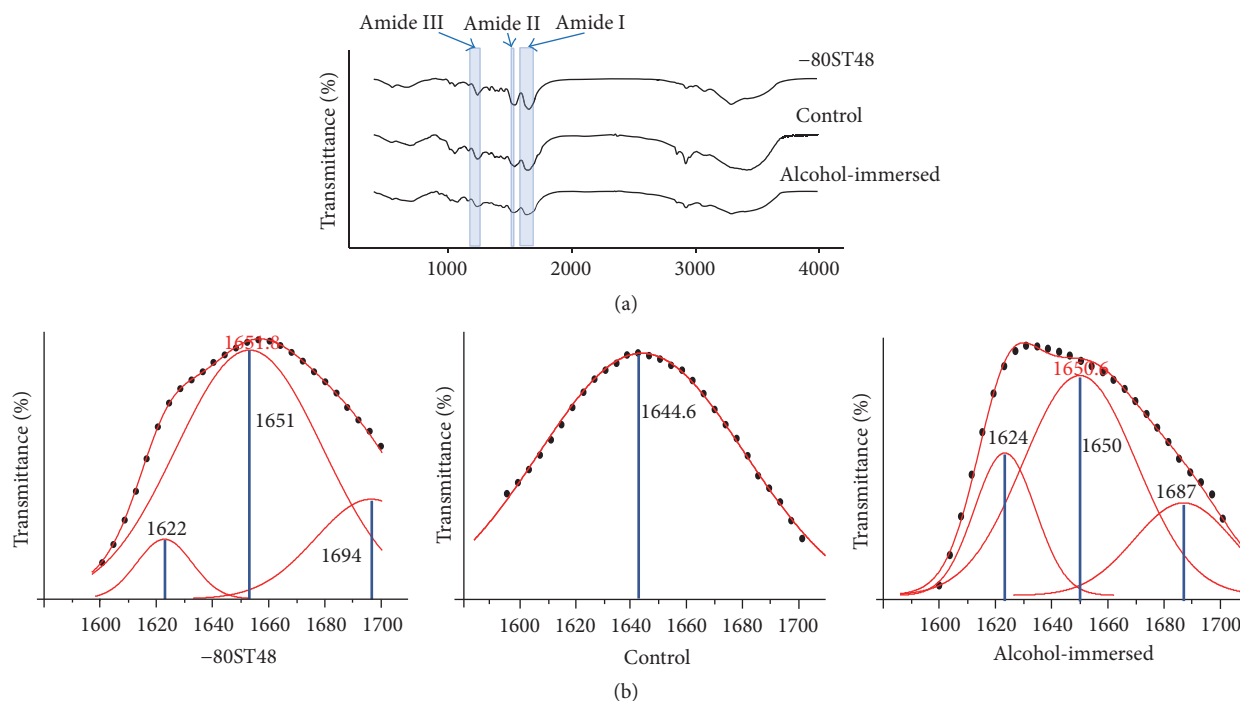 Amide III Amide II Amide I
−80ST48
Control
Alcohol-immersed
Transmittance (%)
1000 2000 3000 4000
(a)
1651.8
1651
1622
1694
Transmittance (%)
1600 1620 1640 1660 1680 1700
−80ST48
1644.6
Transmittance (%)
1600 1620 1640 1660 1680 1700
Control
1650.6
1624
1650
1687
Transmittance (%)
1600 1620 1640 1660 1680 1700
Alcohol-immersed
(b)